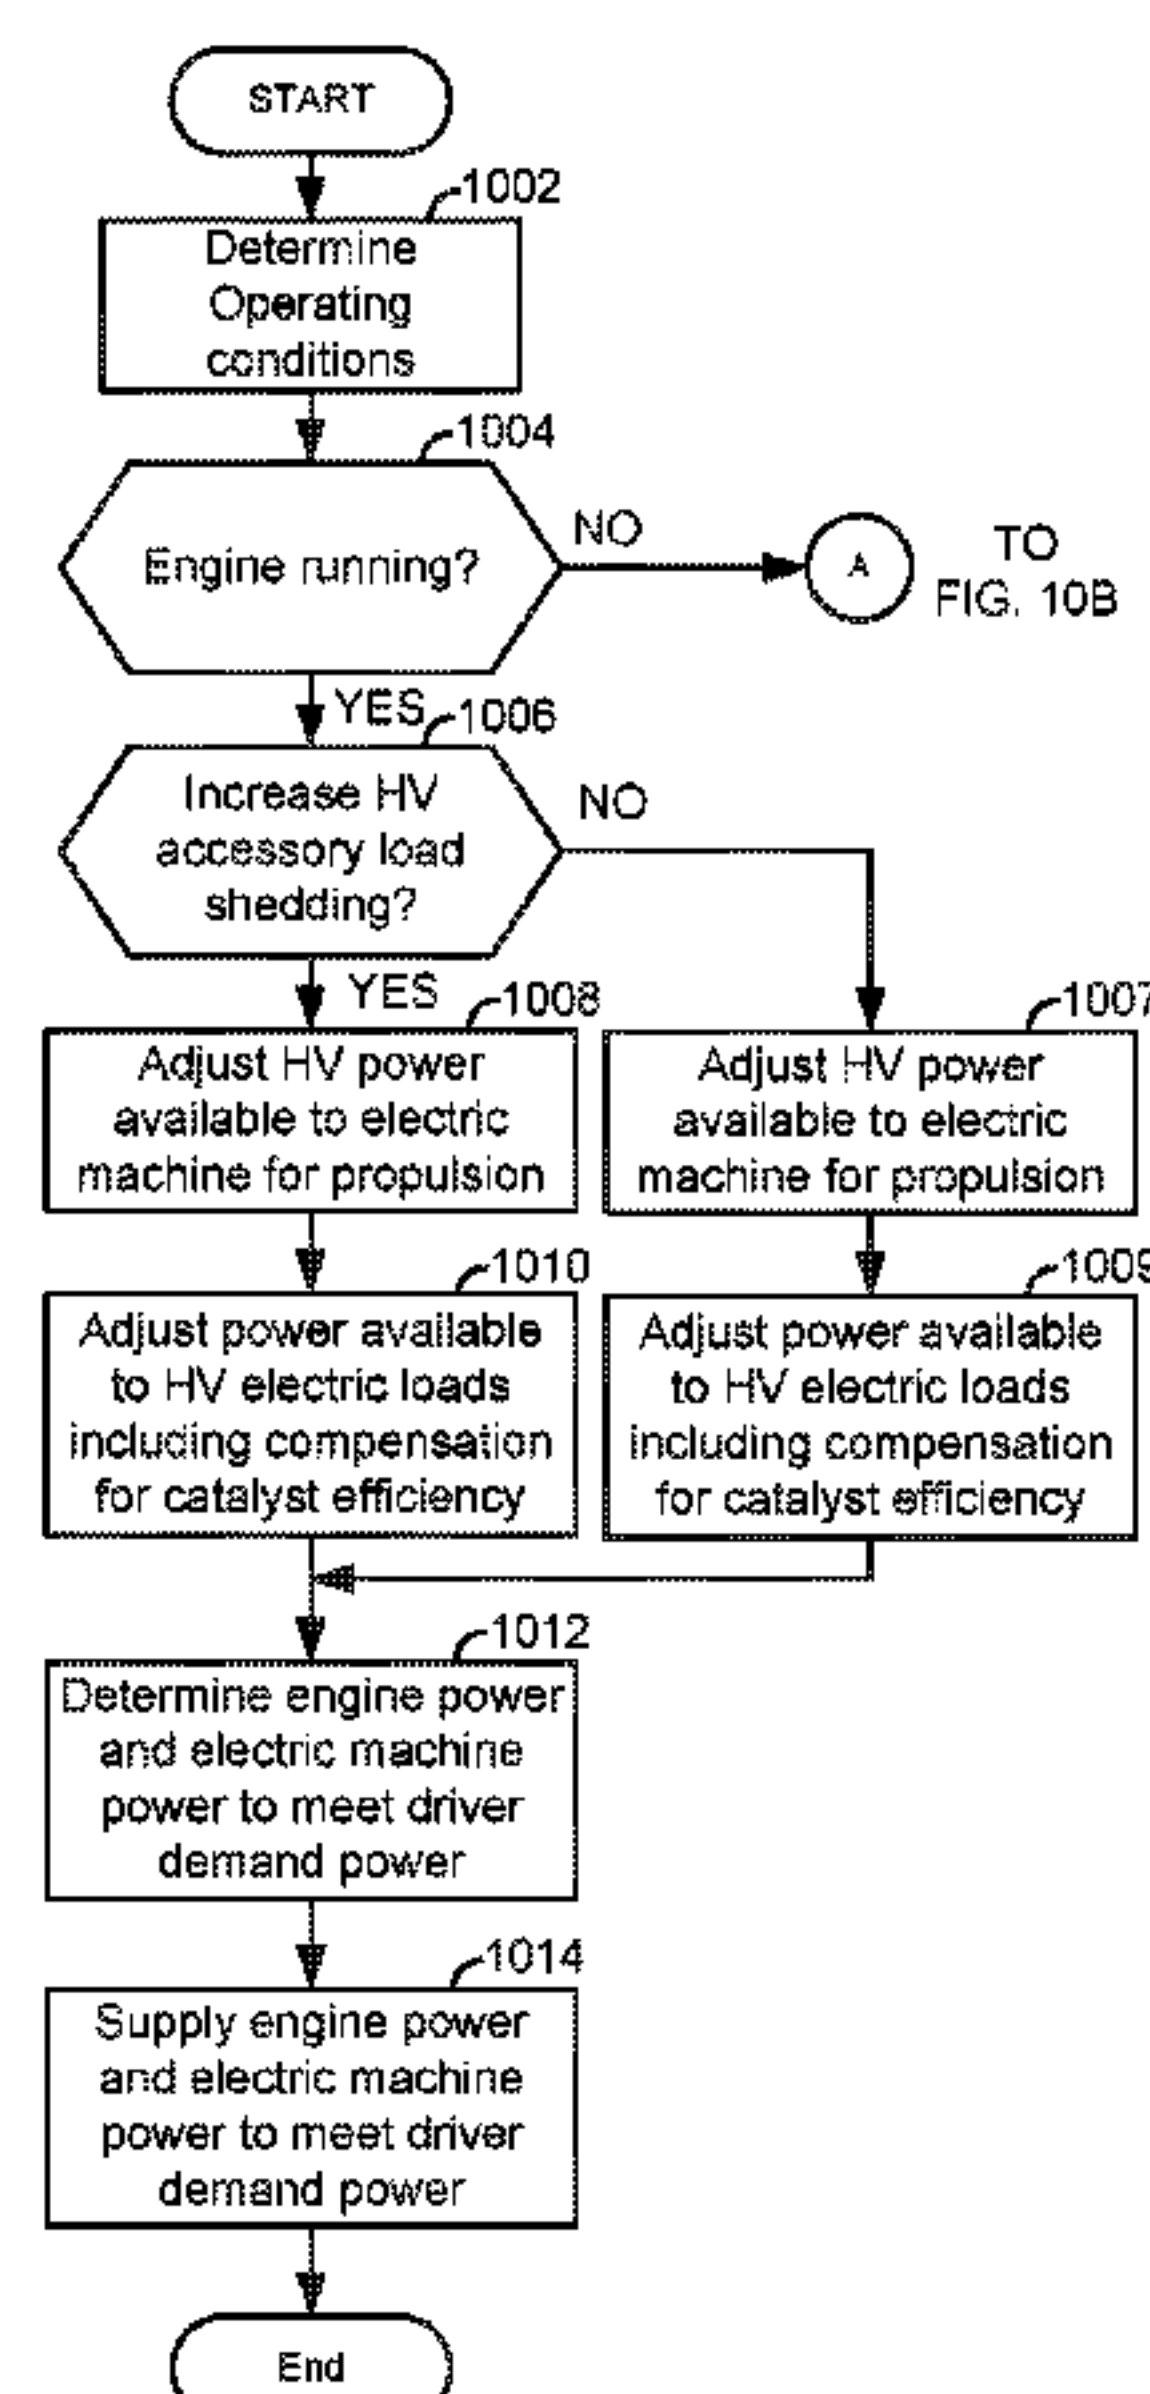 START
1002
Determine
Operating
conditions
1004
Engine running?
NO
A
TO
FIG. 10B
YES
1006
Increase HV
accessory load
shedding?
NO
YES
1008
Adjust HV power
available to electric
machine for propulsion
1007
Adjust HV power
available to electric
machine for propulsion
1010
Adjust power available
to HV electric loads
including compensation
for catalyst efficiency
1009
Adjust power available
to HV electric loads
including compensation
for catalyst efficiency
1012
Determine engine power
and electric machine
power to meet driver
demand power
1014
Supply engine power
and electric machine
power to meet driver
demand power
End